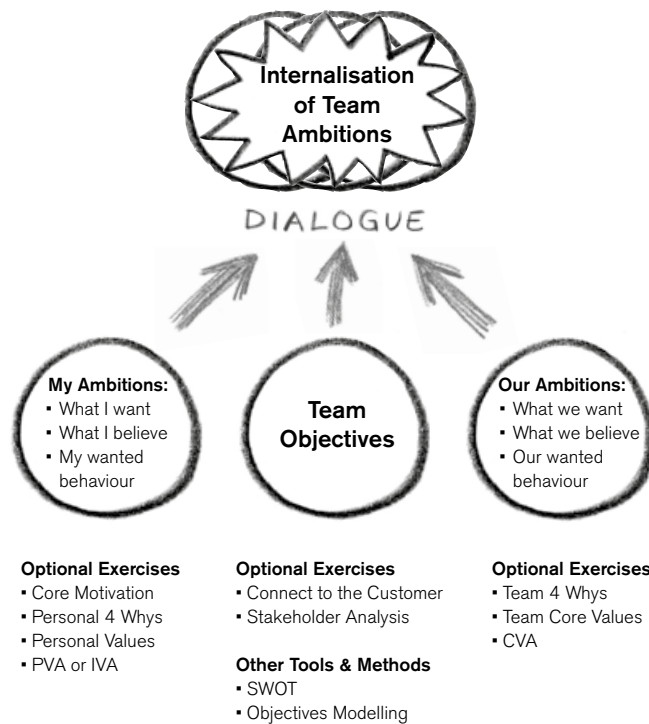 Internalisation
of Team
Ambitions
DIALOGUE
My Ambitions:
▪ What I want
▪ What I believe
▪ My wanted
behaviour
Team
Objectives
Our Ambitions:
▪ What we want
▪ What we believe
▪ Our wanted
behaviour
Optional Exercises
▪ Core Motivation
▪ Personal 4 Whys
▪ Personal Values
▪ PVA or IVA
Optional Exercises
▪ Connect to the Customer
▪ Stakeholder Analysis
Other Tools & Methods
▪ SWOT
▪ Objectives Modelling
Optional Exercises
▪ Team 4 Whys
▪ Team Core Values
▪ CVA